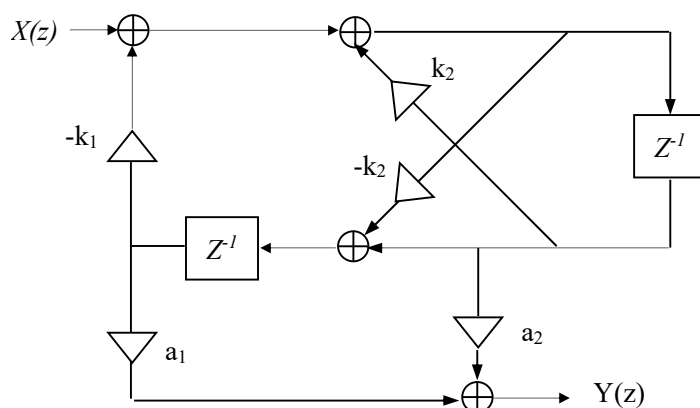 X(z)
k₂
-k₁
Z⁻¹
-k₂
Z⁻¹
a₁
a₂
Y(z)